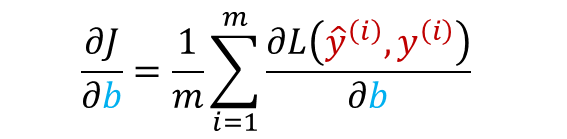 ∂J/∂b = 1/m ∑_{i=1}^{m} ∂L(ŷ^{(i)}, y^{(i)})/∂b